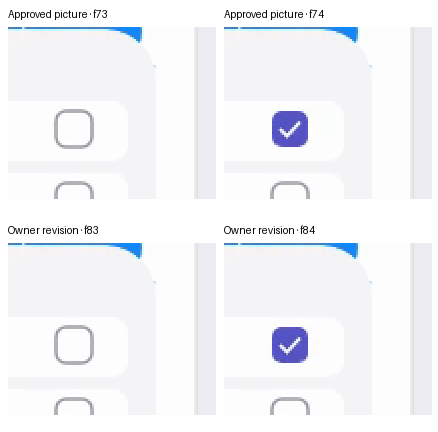 Approved picture · f73
Approved picture · f74
Owner revision · f83
Owner revision · f84